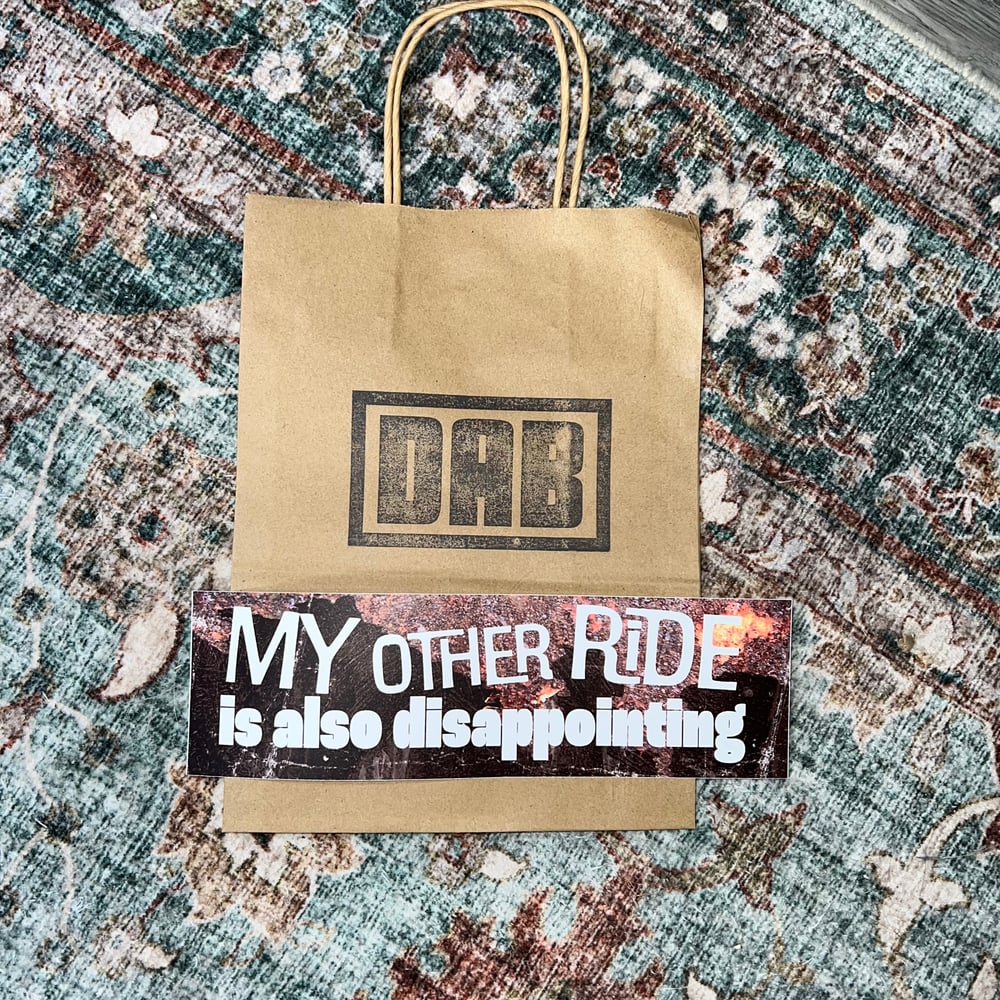 DAB
MY OTHER RiDE
is also disappointing